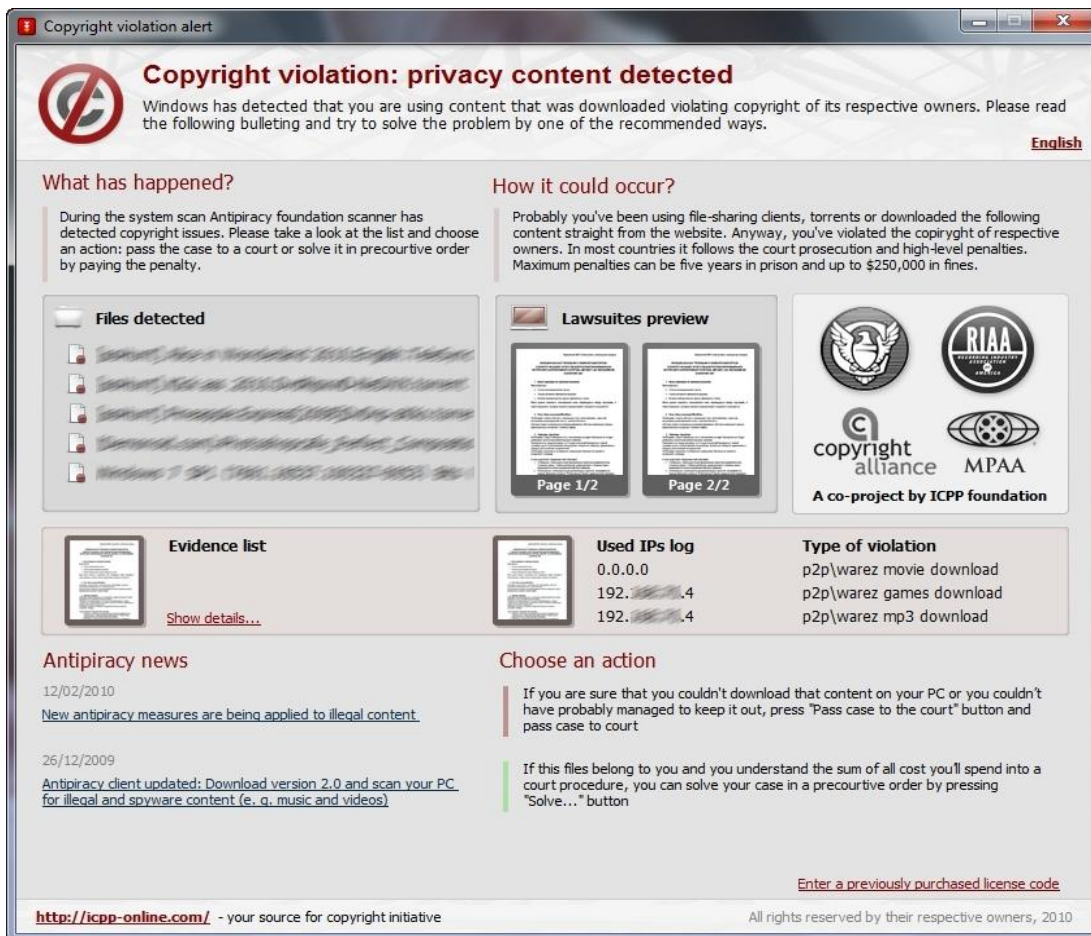 Copyright violation alert
Copyright violation: privacy content detected
Windows has detected that you are using content that was downloaded violating copyright of its respective owners. Please read
the following bulleting and try to solve the problem by one of the recommended ways.
English
What has happened?
During the system scan Antipiracy foundation scanner has
detected copyright issues. Please take a look at the list and choose
an action: pass the case to a court or solve it in precourtive order
by paying the penalty.
How it could occur?
Probably you've been using file-sharing clients, torrents or downloaded the following
content straight from the website. Anyway, you've violated the copiryght of respective
owners. In most countries it follows the court prosecution and high-level penalties.
Maximum penalties can be five years in prison and up to $250,000 in fines.
Files detected
Lawsuites preview
Page 1/2
Page 2/2
RIAA
RECORDING INDUSTRY
ASSOCIATION
OF
AMERICA
copyright
alliance
MPAA
A co-project by ICPP foundation
Evidence list
Show details...
Used IPs log
0.0.0.0
192. .4
192. .4
Type of violation
p2p\warez movie download
p2p\warez games download
p2p\warez mp3 download
Antipiracy news
12/02/2010
New antipiracy measures are being applied to illegal content
26/12/2009
Antipiracy client updated: Download version 2.0 and scan your PC
for illegal and spyware content (e. g. music and videos)
Choose an action
If you are sure that you couldn't download that content on your PC or you couldn't
have probably managed to keep it out, press "Pass case to the court" button and
pass case to court
If this files belong to you and you understand the sum of all cost you'll spend into a
court procedure, you can solve your case in a precourtive order by pressing
"Solve..." button
Enter a previously purchased license code
http://icpp-online.com/ - your source for copyright initiative
All rights reserved by their respective owners, 2010